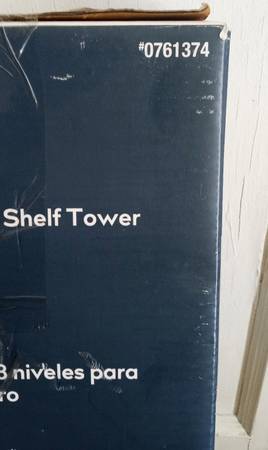 #0761374
Shelf Tower
3 niveles para
ro